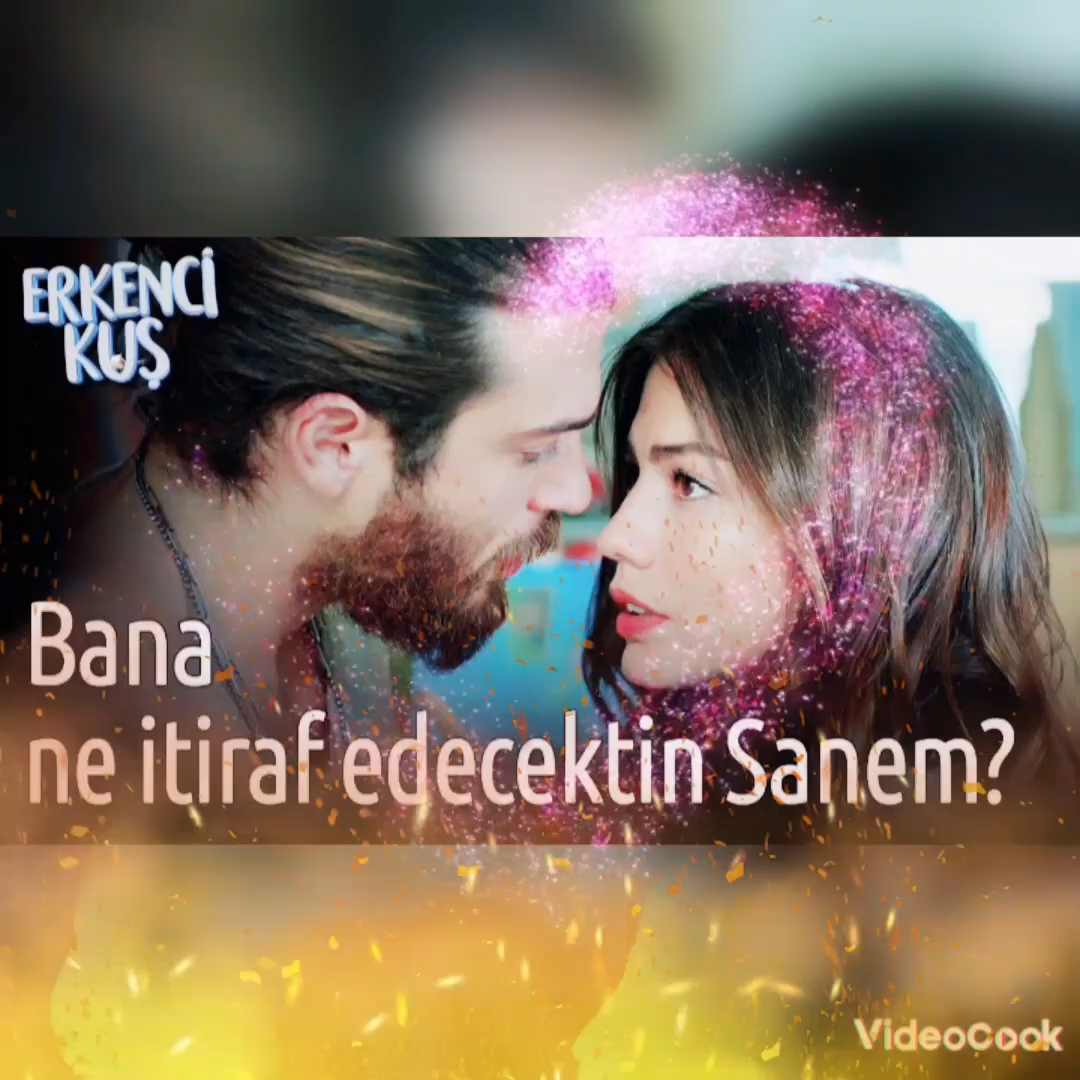 ERKENCİ
KUŞ
Bana
ne itiraf edecektin Sanem?
VideoCook